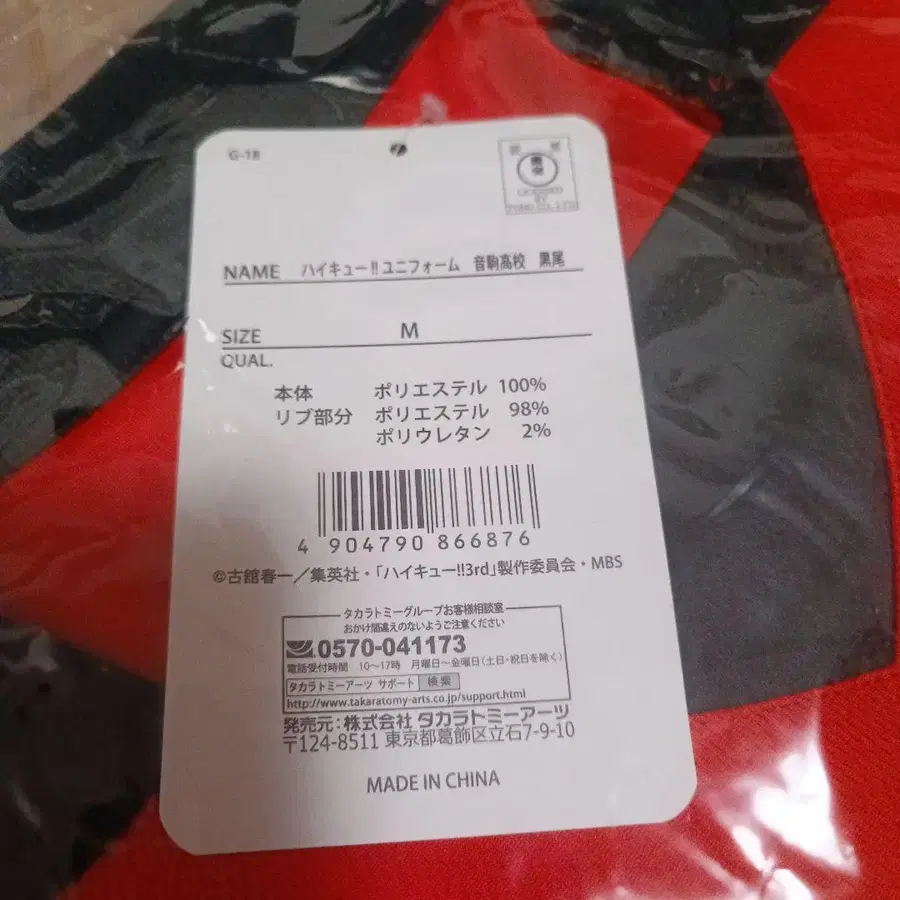 G-18
LICENSED
BY
TOHO CO., LTD.
NAME ハイキュー!!ユニフォーム 音駒高校 黒尾
SIZE M
QUAL.
本体 ポリエステル 100%
リブ部分 ポリエステル 98%
ポリウレタン 2%
4 904790 866876
©古舘春一/集英社・「ハイキュー!!3rd」製作委員会・MBS
タカラトミーグループお客様相談室
おかけ間違えのないようご注意ください
0570-041173
電話受付時間 10〜17時 月曜日〜金曜日(土日・祝日を除く)
タカラトミーアーツ サポート 検索
http://www.takaratomy-arts.co.jp/support.html
発売元:株式会社 タカラトミーアーツ
〒124-8511 東京都葛飾区立石7-9-10
MADE IN CHINA